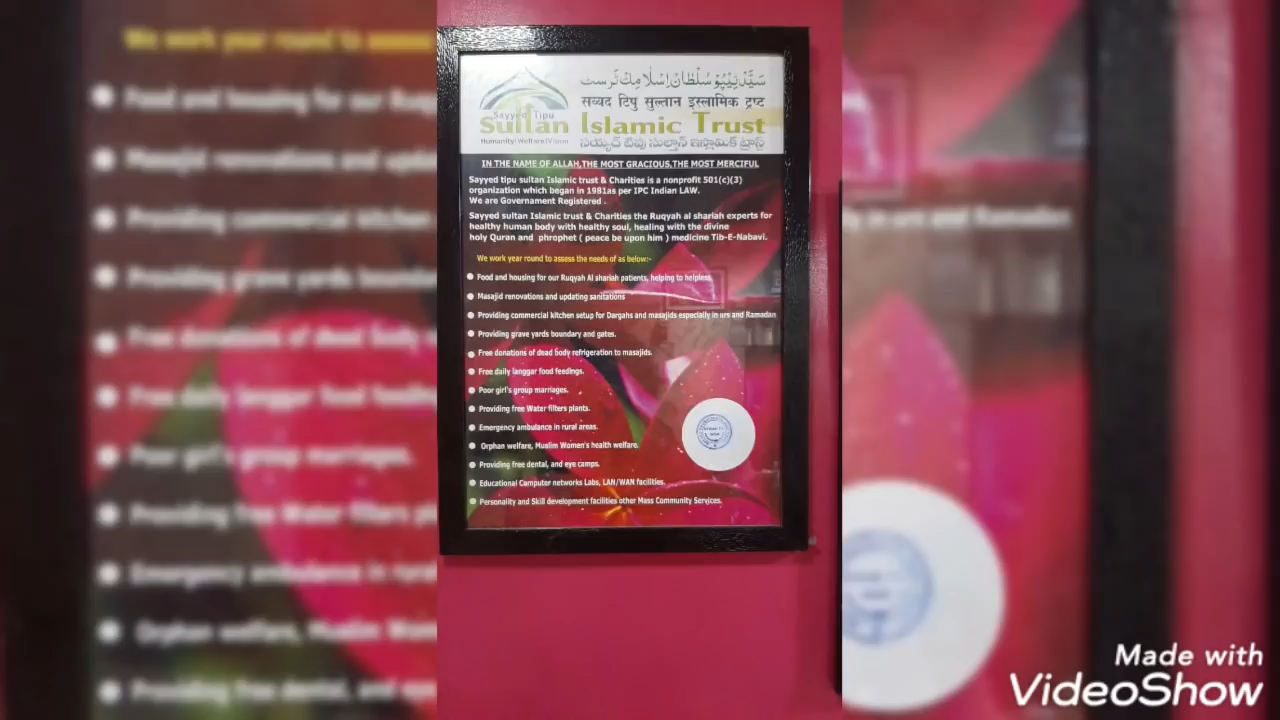 سَيَّدْ ٹِيپُوْ سُلْطَانْ اِسْلَامِكْ ٹَرسٹ
सय्यद टिपु सुल्तान इस्लामिक ट्रष्ट
Sayyed Tipu
Sultan Islamic Trust
Humanity|Welfare|Vision
సయ్యద్ టిపు సుల్తాన్ ఇస్లామిక్ ట్రాస్ట్
IN THE NAME OF ALLAH,THE MOST GRACIOUS,THE MOST MERCIFUL
Sayyed tipu sultan Islamic trust & Charities is a nonprofit 501(c)(3)
organization which began in 1981as per IPC Indian LAW.
We are Governament Registered .
Sayyed sultan Islamic trust & Charities the Ruqyah al shariah experts for
healthy human body with healthy soul, healing with the divine
holy Quran and phrophet ( peace be upon him ) medicine Tib-E-Nabavi.
We work year round to assess the needs of as below:-
Food and housing for our Ruqyah Al shariah patients, helping to helpless
Masajid renovations and updating sanitations
Providing commercial kitchen setup for Dargahs and masajids especially in urs and Ramadan
Providing grave yards boundary and gates.
Free donations of dead body refrigeration to masajids.
Free daily langgar food feedings.
Poor girl's group marriages.
Providing free Water filters plants.
Emergency ambulance in rural areas.
Orphan welfare, Muslim Women's health welfare.
Providing free dental, and eye camps.
Educational Computer networks Labs, LAN/WAN facilities.
Personality and Skill development facilities other Mass Community Services.
Made with
VideoShow